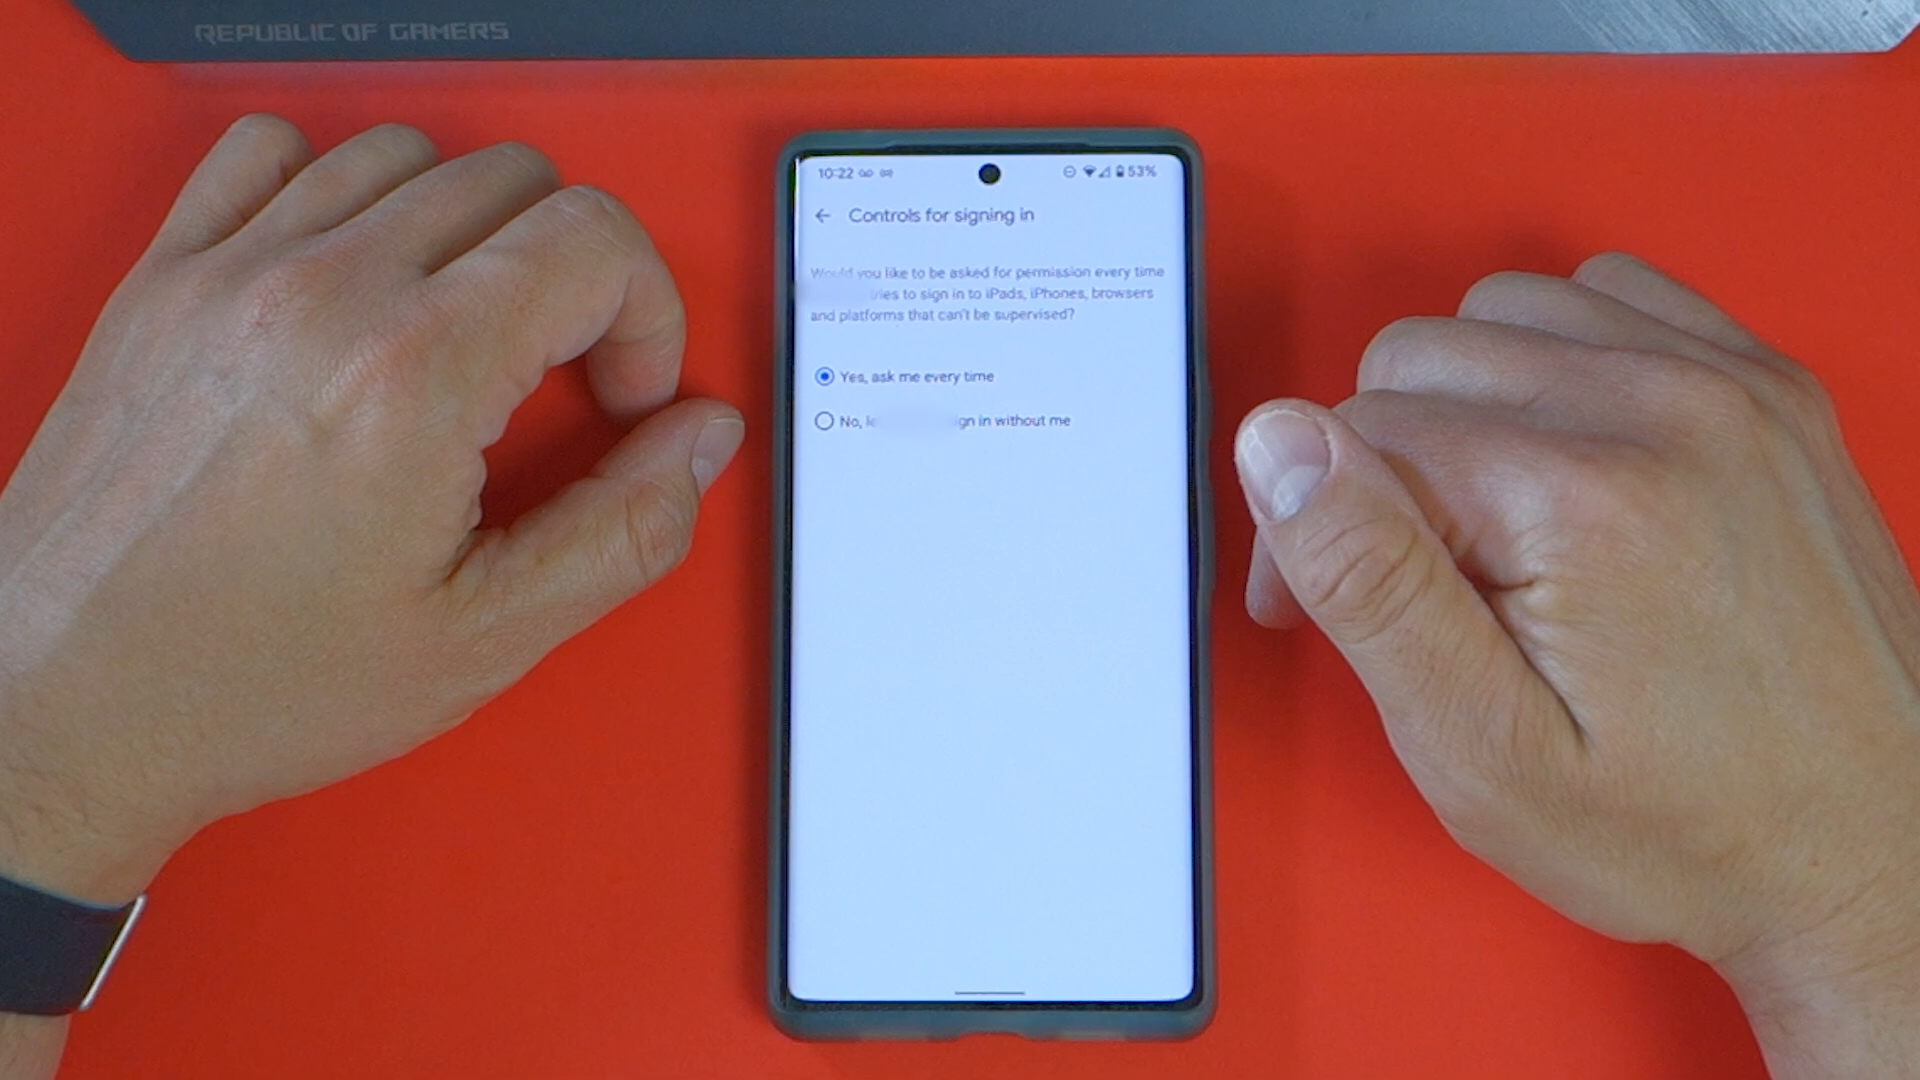 REPUBLIC OF GAMERS
10:22
53%
Controls for signing in
Would you like to be asked for permission every time
tries to sign in to iPads, iPhones, browsers
and platforms that can't be supervised?
Yes, ask me every time
No, in without me